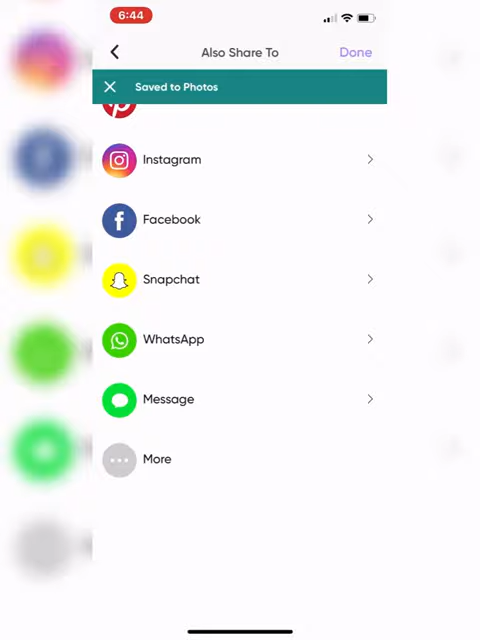 6:44
Also Share To
Done
Saved to Photos
Instagram
Facebook
Snapchat
WhatsApp
Message
More